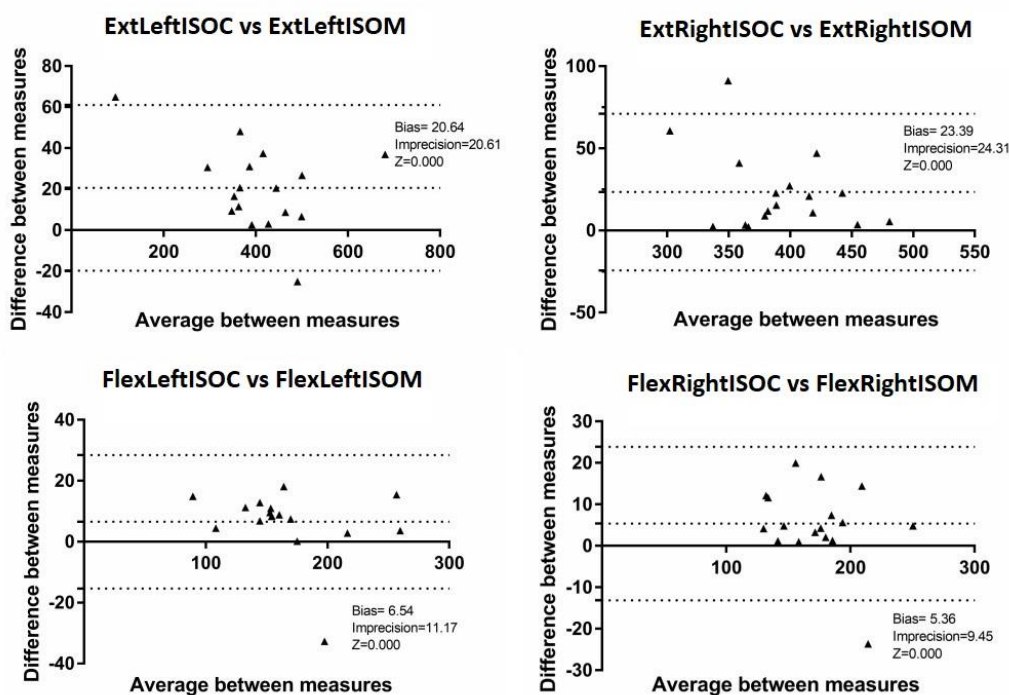 ExtLeftISOC vs ExtLeftISOM
Difference between measures
80
60
40
20
0
-20
-40
200
400
600
800
Bias= 20.64
Imprecision=20.61
Z=0.000
Average between measures
ExtRightISOC vs ExtRightISOM
Difference between measures
100
50
0
-50
300
350
400
450
500
550
Bias= 23.39
Imprecision=24.31
Z=0.000
Average between measures
FlexLeftISOC vs FlexLeftISOM
Difference between measures
40
20
0
-20
-40
100
200
300
Bias= 6.54
Imprecision=11.17
Z=0.000
Average between measures
FlexRightISOC vs FlexRightISOM
Difference between measures
30
20
10
0
-10
-20
-30
100
200
300
Bias= 5.36
Imprecision=9.45
Z=0.000
Average between measures